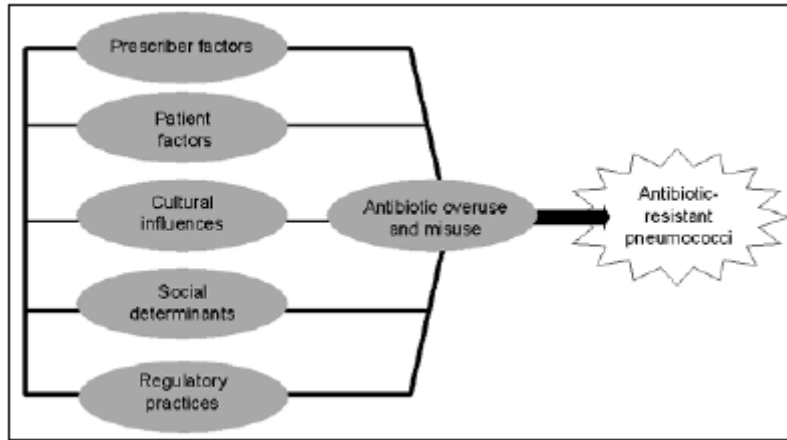 Prescriber factors
Patient
factors
Cultural
influences
Social
determinants
Regulatory
practices
Antibiotic overuse
and misuse
Antibiotic-
resistant
pneumococci